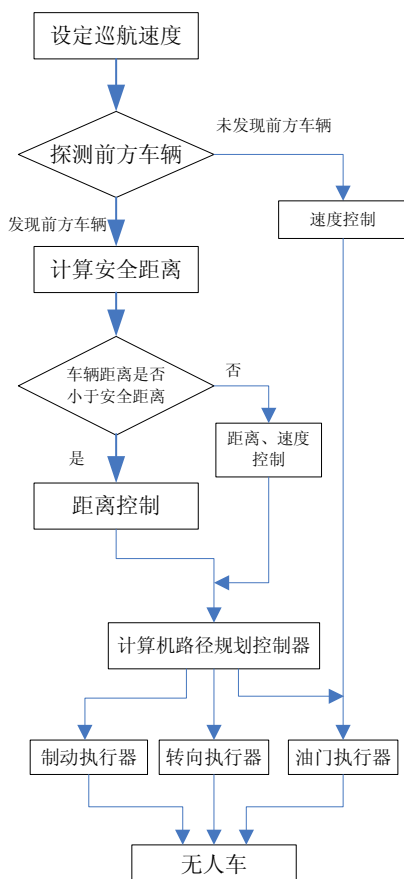 设定巡航速度
未发现前方车辆
探测前方车辆
发现前方车辆
速度控制
计算安全距离
车辆距离是否
小于安全距离
否
距离、速度
控制
是
距离控制
计算机路径规划控制器
制动执行器
转向执行器
油门执行器
无人车